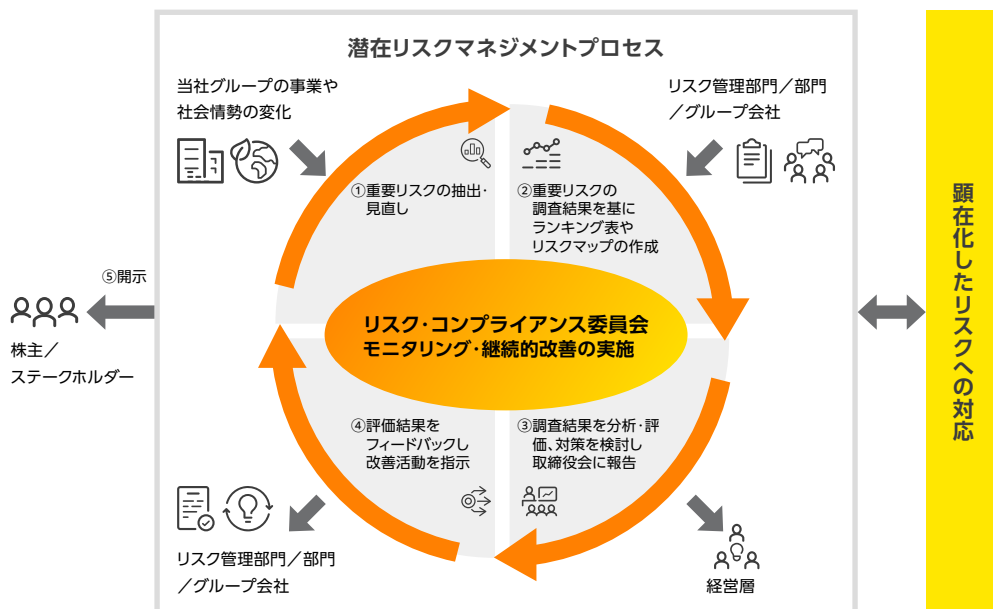 潜在リスクマネジメントプロセス
当社グループの事業や
社会情勢の変化
リスク管理部門／部門
／グループ会社
①重要リスクの抽出・
見直し
②重要リスクの
調査結果を基に
ランキング表や
リスクマップの作成
リスク・コンプライアンス委員会
モニタリング・継続的改善の実施
④評価結果を
フィードバックし
改善活動を指示
③調査結果を分析・評
価、対策を検討し
取締役会に報告
リスク管理部門／部門
／グループ会社
経営層
⑤開示
株主／
ステークホルダー
顕在化したリスクへの対応